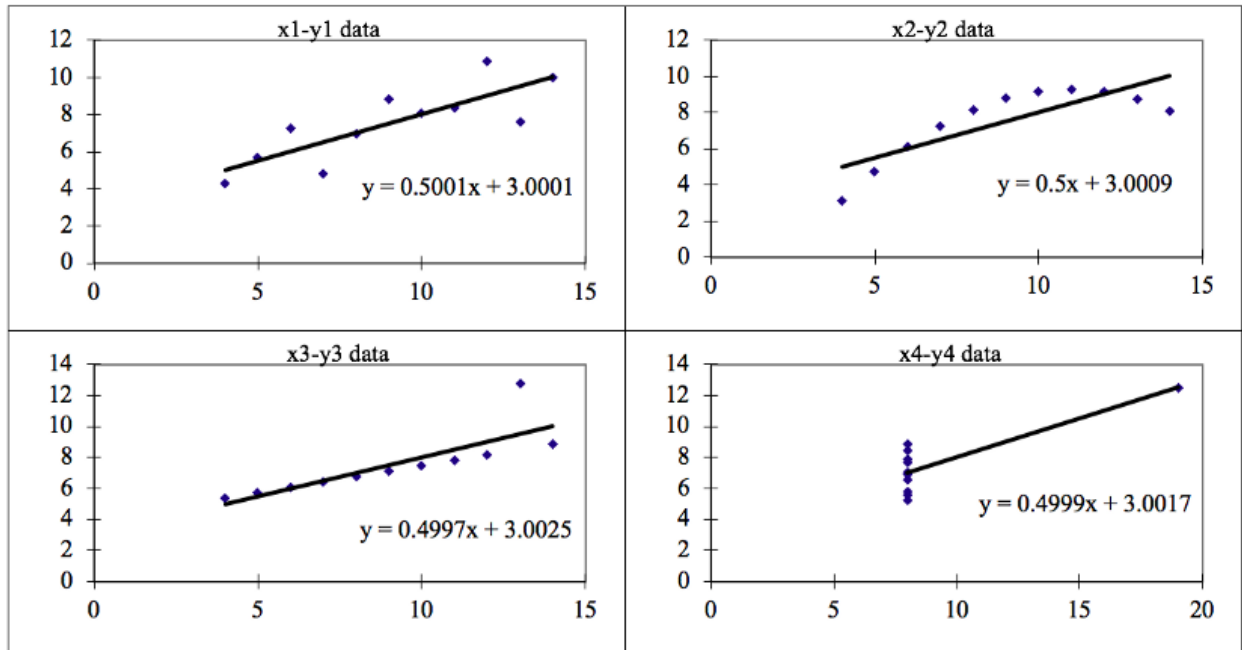 x1-y1 data
12
10
8
6
4
2
0
0 5 10 15
y = 0.5001x + 3.0001
x2-y2 data
12
10
8
6
4
2
0
0 5 10 15
y = 0.5x + 3.0009
x3-y3 data
14
12
10
8
6
4
2
0
0 5 10 15
y = 0.4997x + 3.0025
x4-y4 data
14
12
10
8
6
4
2
0
0 5 10 15 20
y = 0.4999x + 3.0017